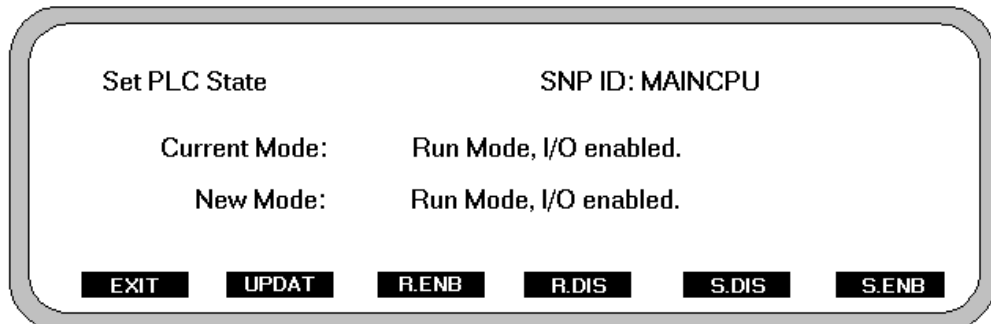 Set PLC State SNP ID: MAINCPU
Current Mode: Run Mode, I/O enabled.
New Mode: Run Mode, I/O enabled.
EXIT UPDAT R.ENB R.DIS S.DIS S.ENB